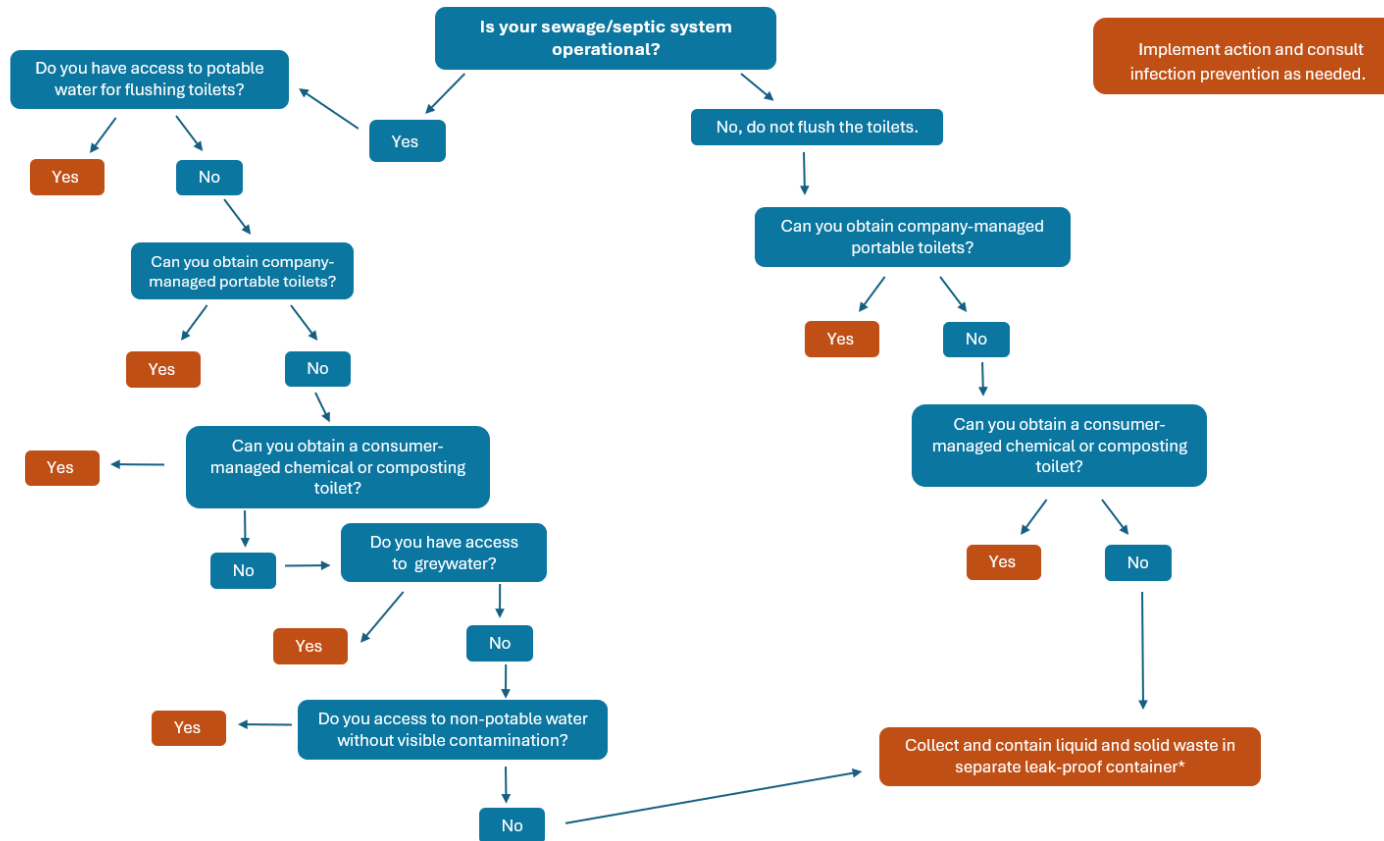 Is your sewage/septic system
operational?
Implement action and consult
infection prevention as needed.
Do you have access to potable
water for flushing toilets?
Yes
No, do not flush the toilets.
Yes
No
Can you obtain company-
managed portable toilets?
Can you obtain company-managed
portable toilets?
Yes
No
Yes
No
Can you obtain a consumer-
managed chemical or composting
toilet?
Can you obtain a consumer-
managed chemical or composting
toilet?
Yes
No
Do you have access
to greywater?
Yes
No
Yes
No
Do you access to non-potable water
without visible contamination?
Yes
No
Collect and contain liquid and solid waste in
separate leak-proof container*